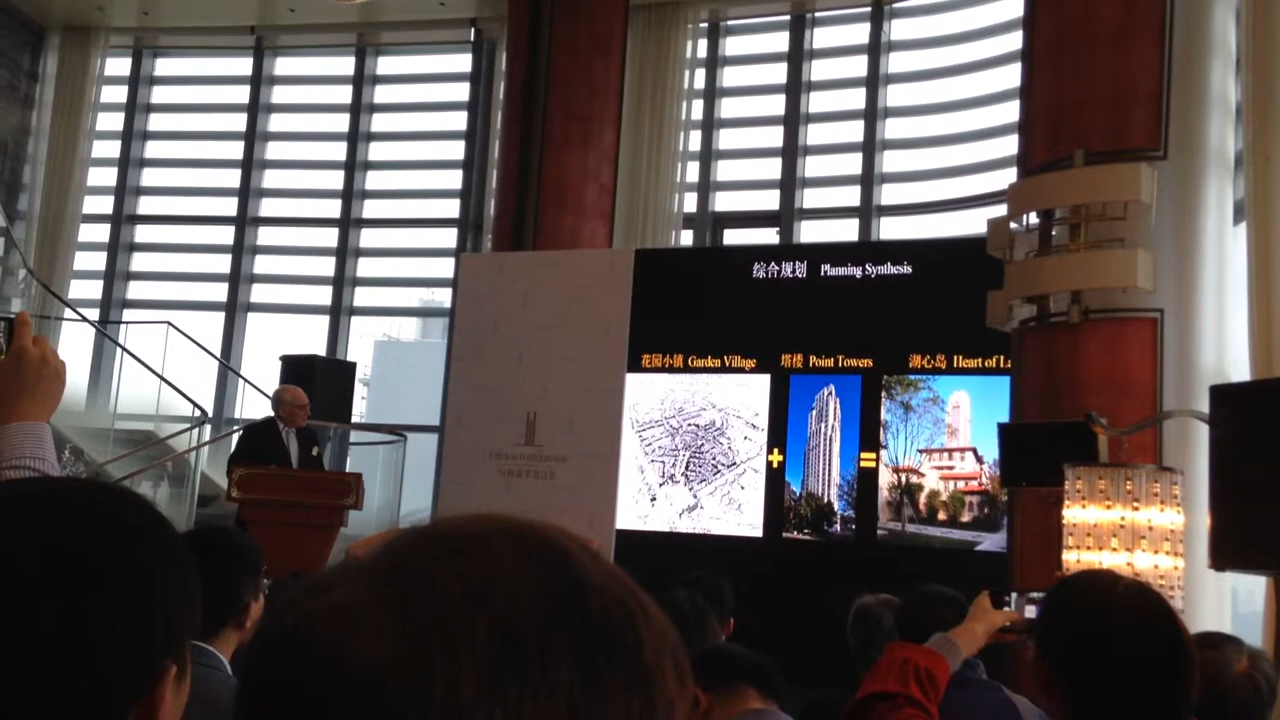 综合规划 Planning Synthesis
花园小镇 Garden Village
塔楼 Point Towers
湖心岛 Heart of La